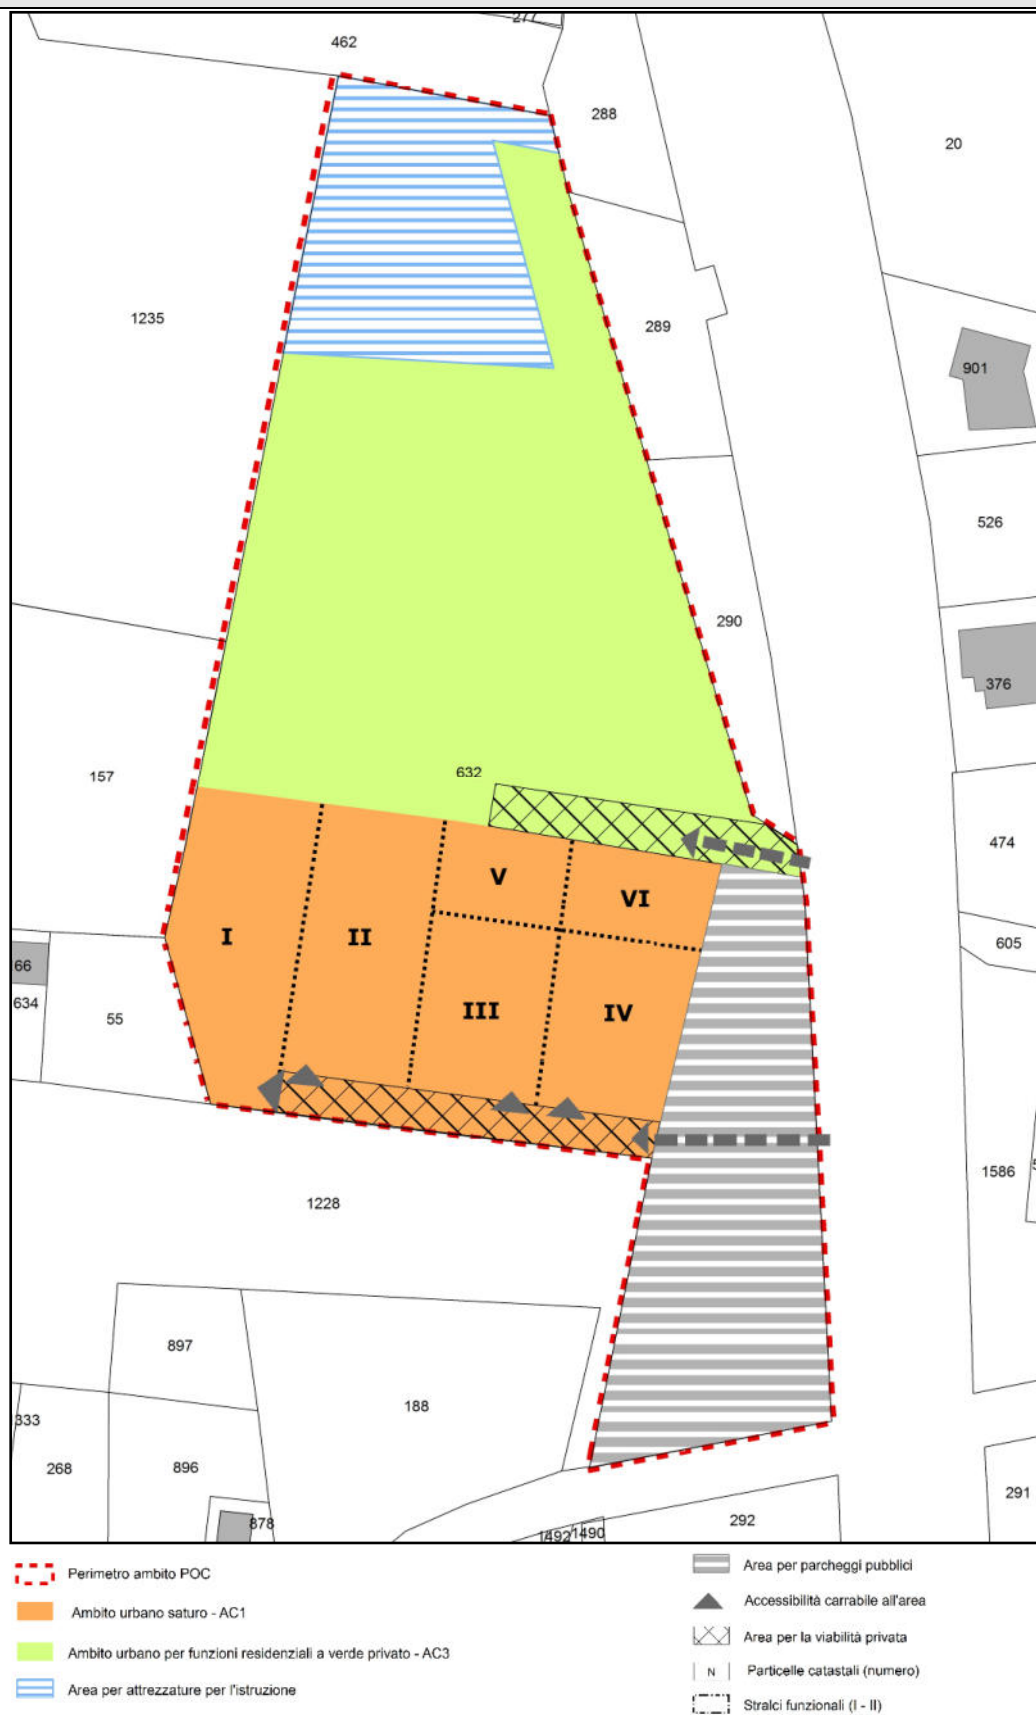 277
462
288
20
1235
289
901
526
290
376
157
632
474
V
VI
I
II
605
66
634
55
III
IV
1586
1228
897
188
333
268
896
291
878
292
1492
1490
Perimetro ambito POC
Ambito urbano saturo - AC1
Ambito urbano per funzioni residenziali a verde privato - AC3
Area per attrezzature per l'istruzione
Area per parcheggi pubblici
Accessibilità carrabile all'area
Area per la viabilità privata
N Particelle catastali (numero)
Stralci funzionali (I - II)